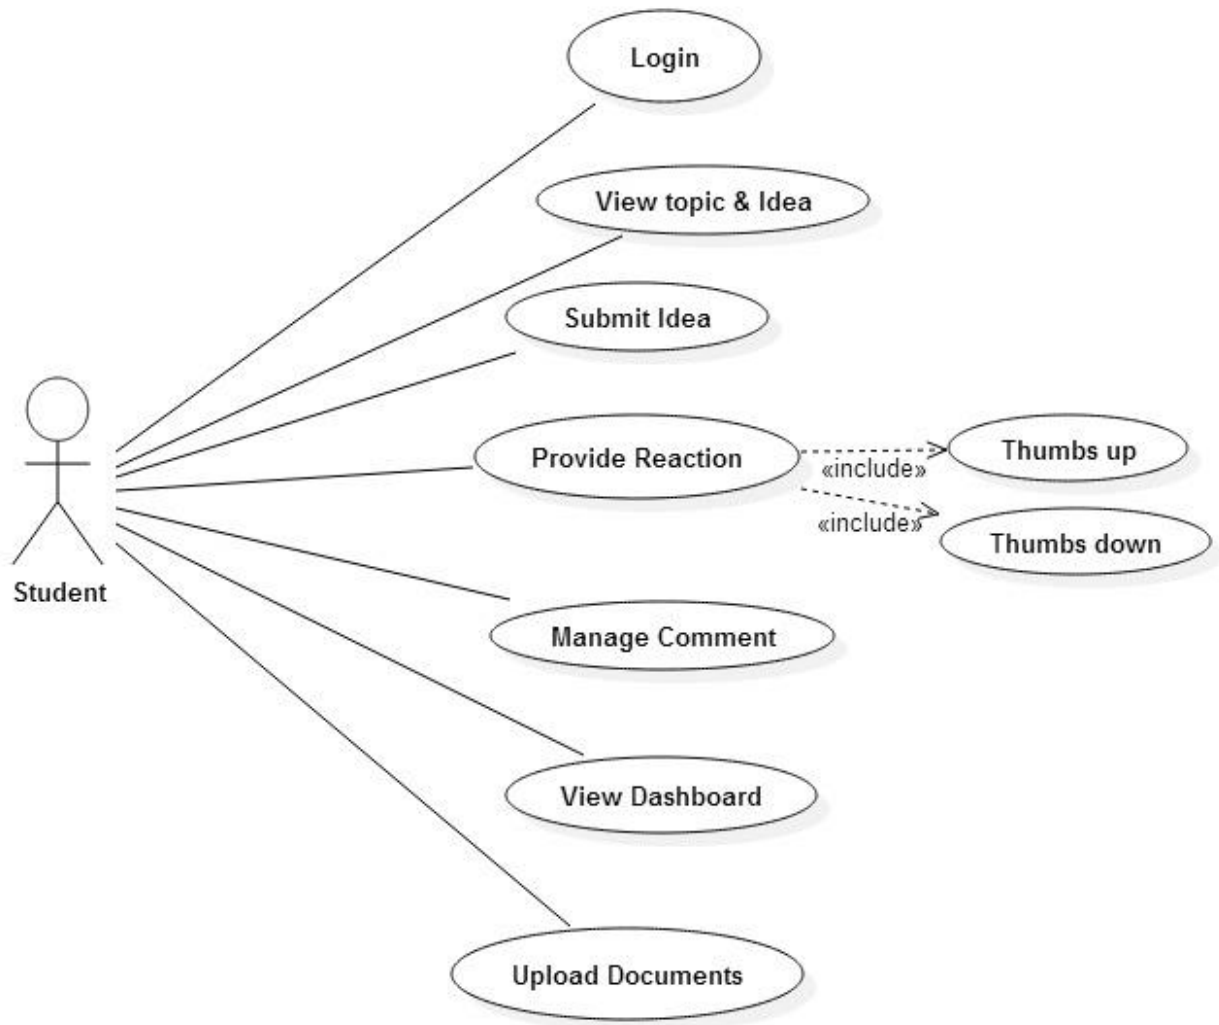 Login
View topic & Idea
Submit Idea
Provide Reaction
«include»
Thumbs up
«include»
Thumbs down
Student
Manage Comment
View Dashboard
Upload Documents